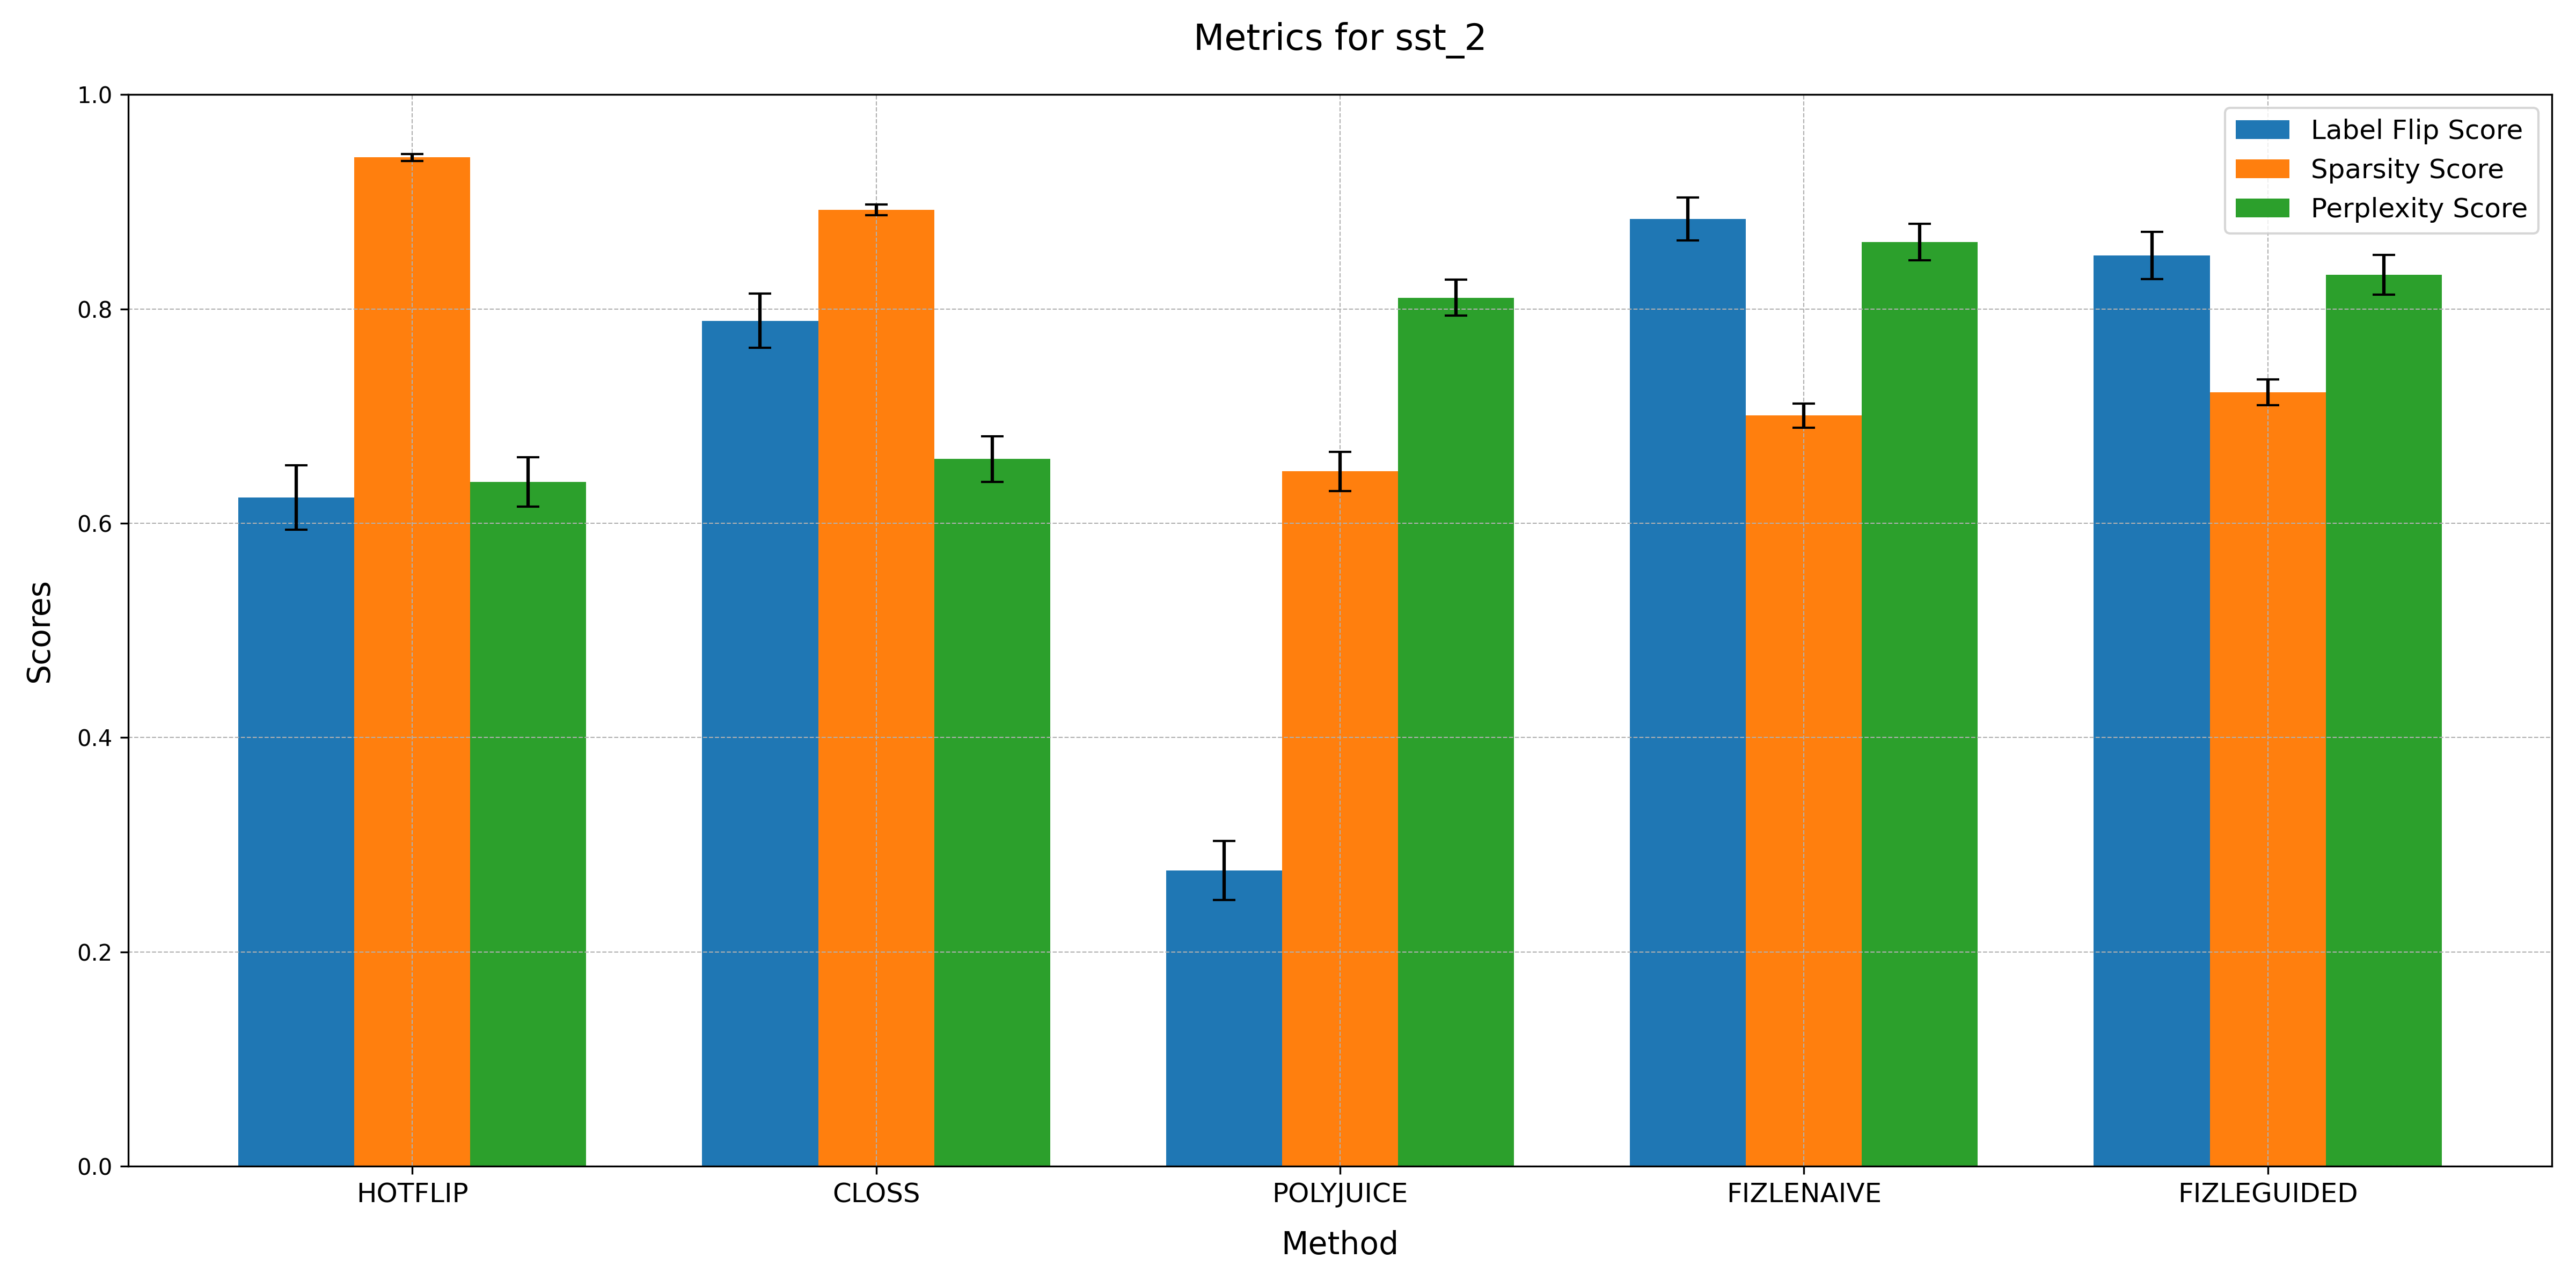 Metrics for sst_2
1.0
0.8
0.6
0.4
0.2
0.0
Scores
Label Flip Score
Sparsity Score
Perplexity Score
HOTFLIP
CLOSS
POLYJUICE
FIZLENAIVE
FIZLEGUIDED
Method